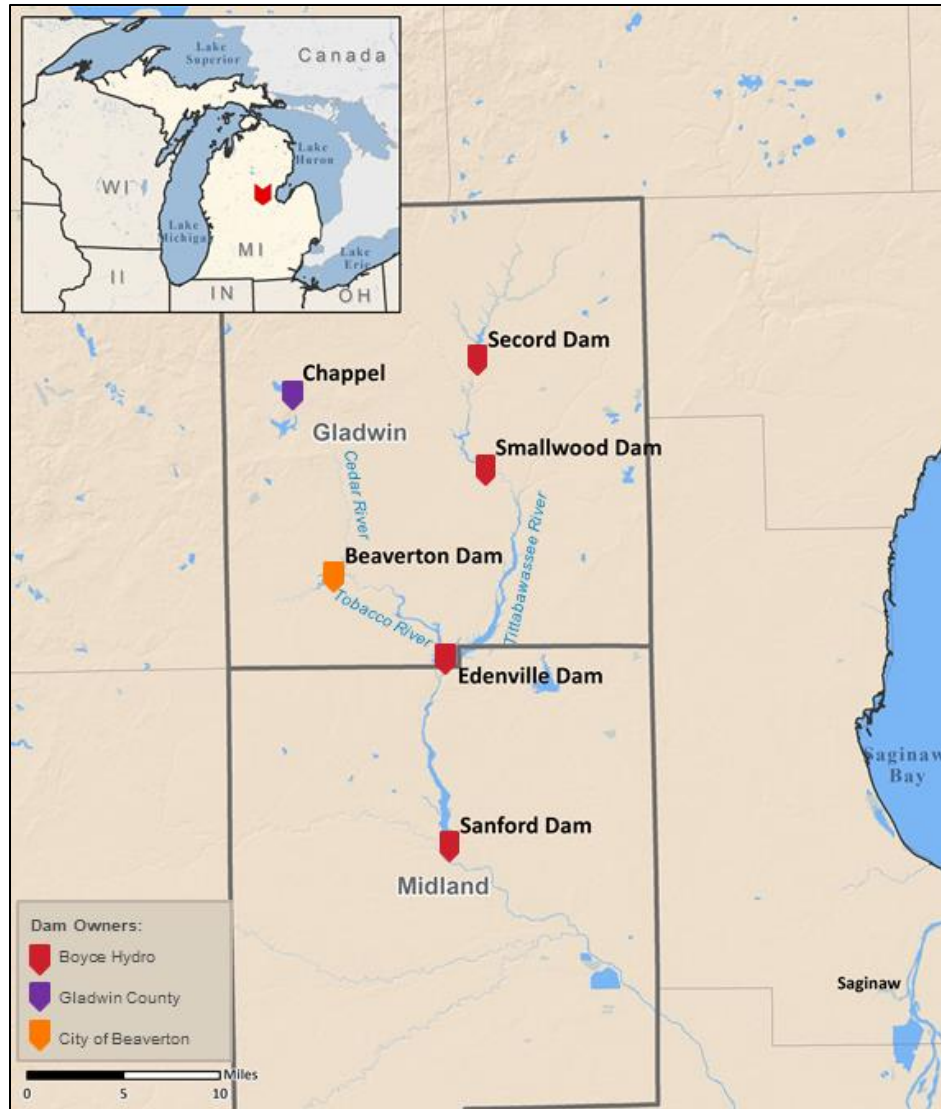 Lake
Superior
Canada
Lake
Huron
WI
Lake
Michigan
MI
Lake
Erie
II
IN
OH
Secord Dam
Chappel
Gladwin
Smallwood Dam
Cedar River
Tittabawassee River
Beaverton Dam
Tobacco River
Edenville Dam
Saginaw
Bay
Sanford Dam
Midland
Dam Owners:
Boyce Hydro
Gladwin County
City of Beaverton
Saginaw
Miles
0 5 10